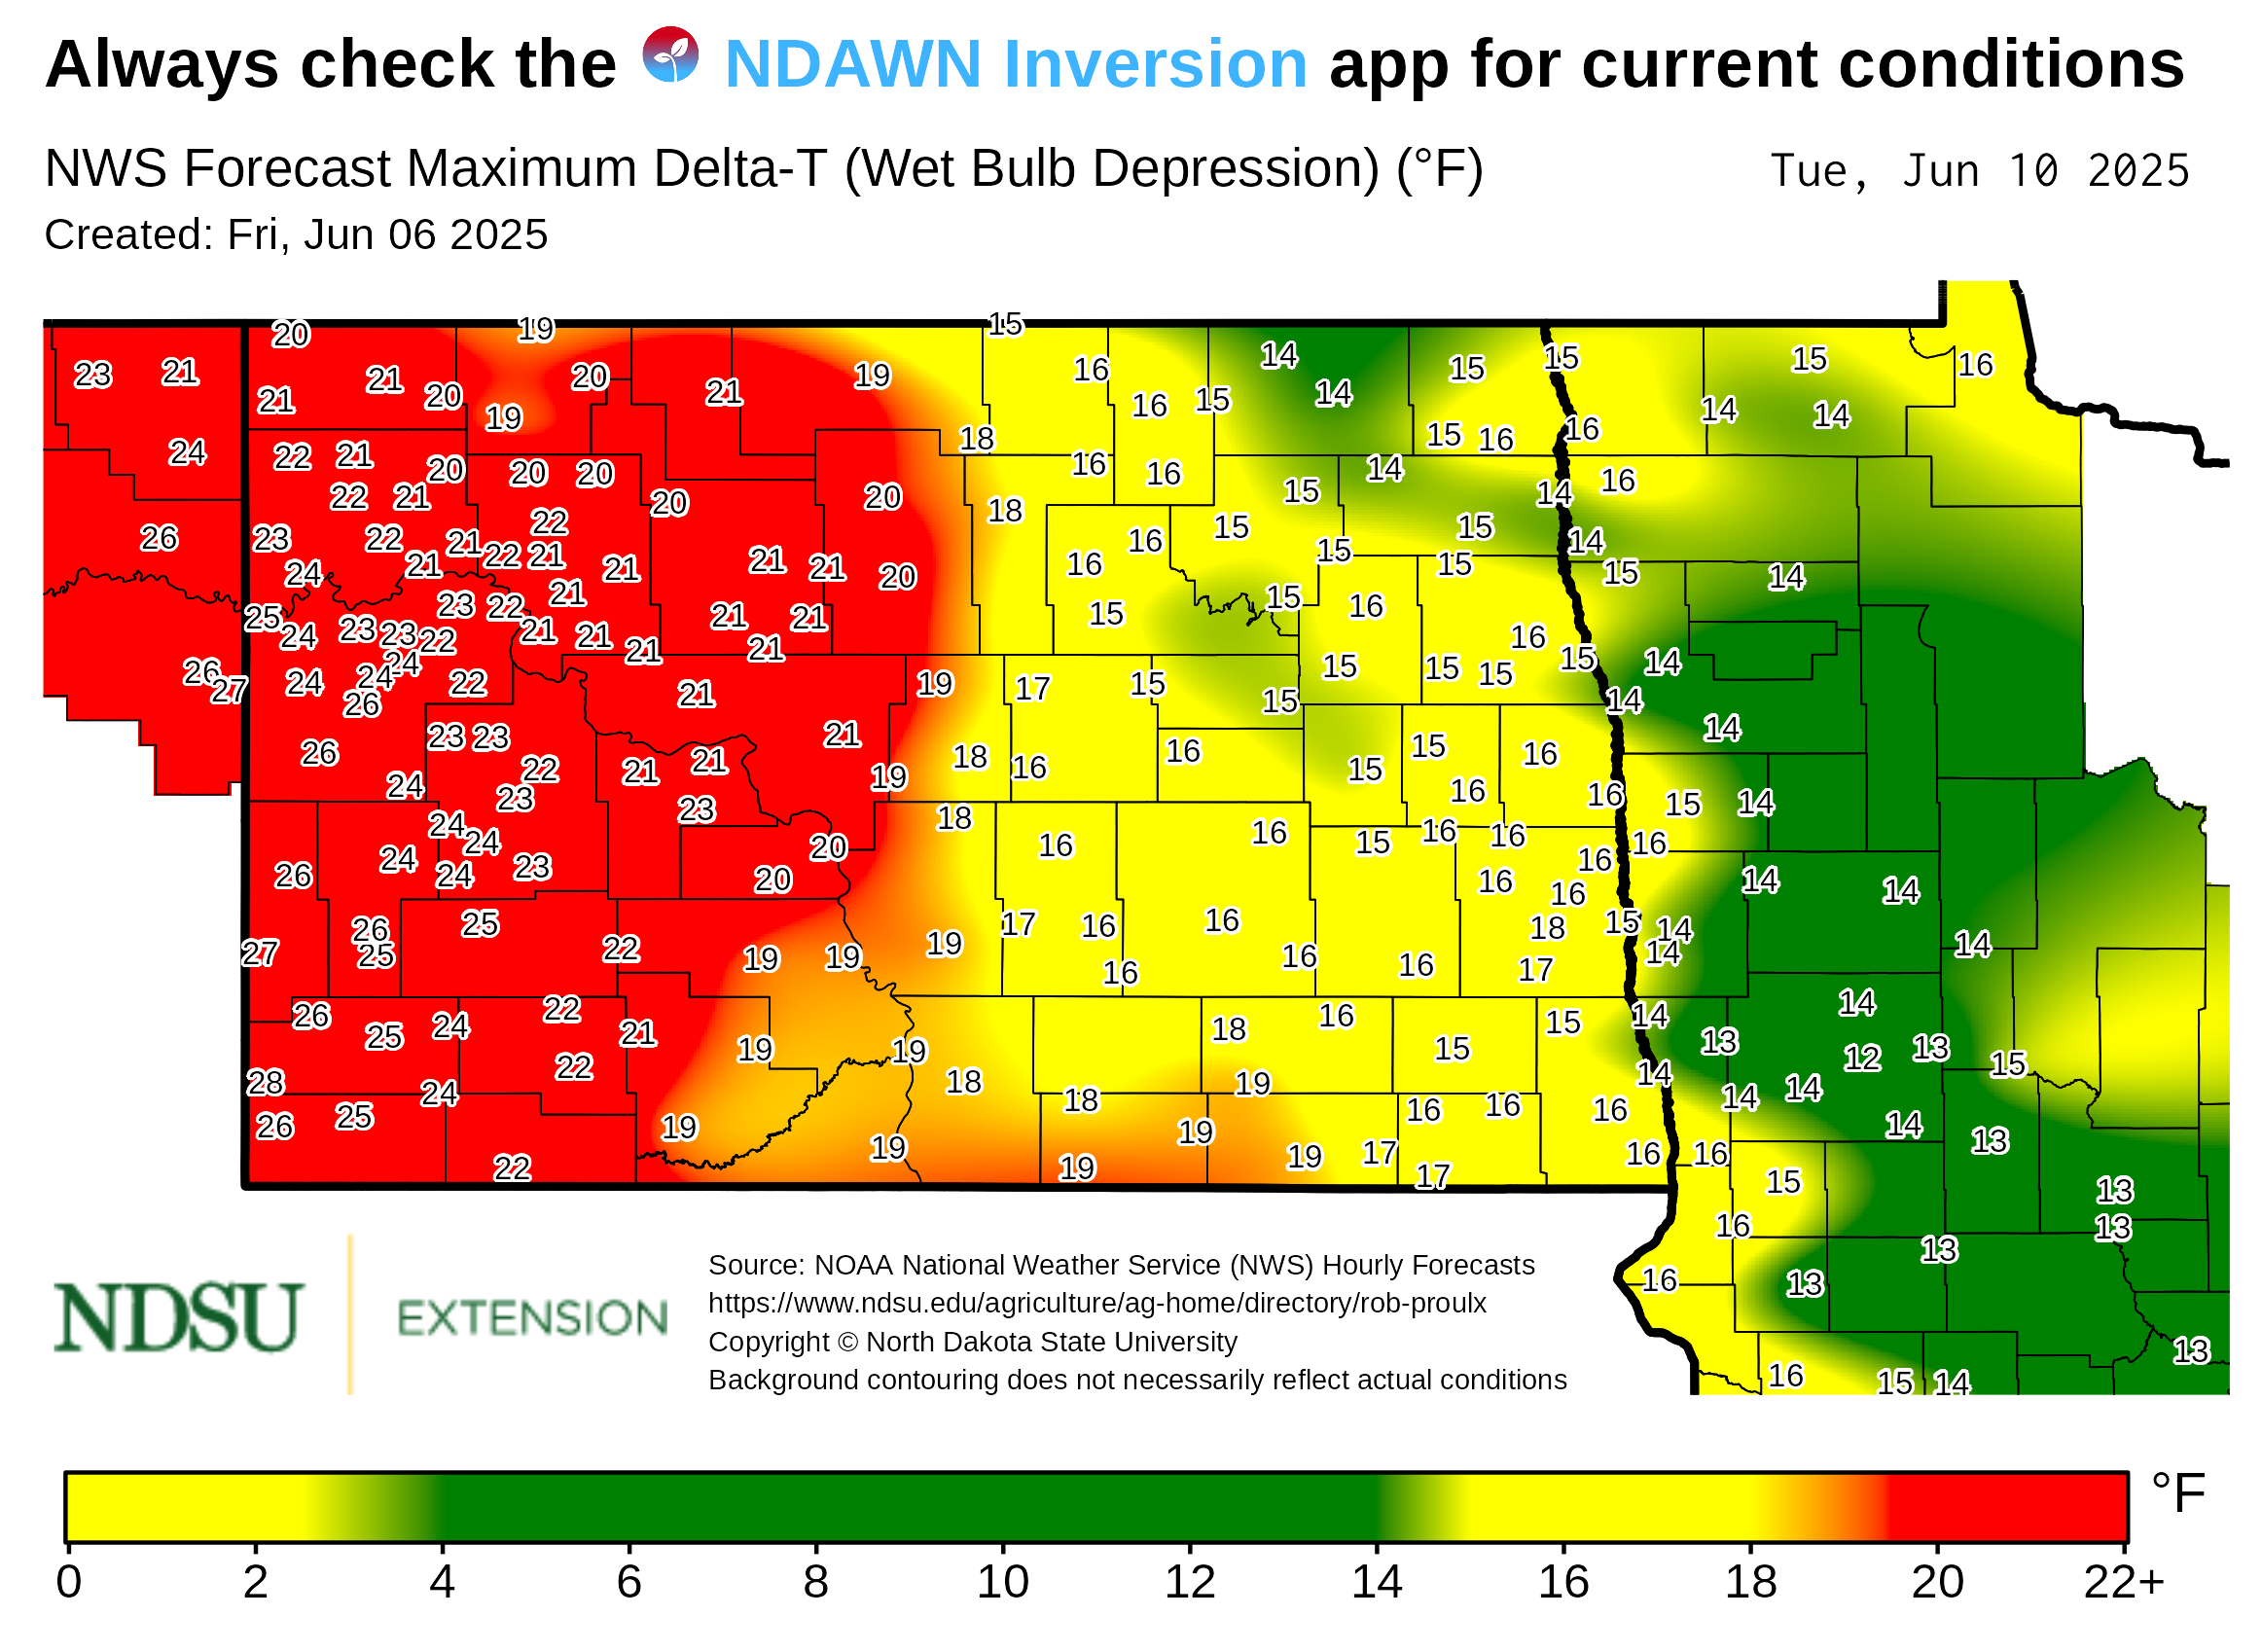 Always check the NDAWN Inversion app for current conditions
NWS Forecast Maximum Delta-T (Wet Bulb Depression) (°F)
Tue, Jun 10 2025
Created: Fri, Jun 06 2025
20 19 15
23 21 21 20 21 19 16 14 15 15 15 16
21 20 19 16 15 14 14 14
24 22 21 20 20 20 18 16 16 15 16 16 14 16
22 21 20 20 18 15 14
26 23 22 22 21 22 21 21 21 21 16 15 15 14
24 21 21 20 16 15 15 15 14
25 23 22 21 21 21 15 15 16
24 23 23 22 21 21 21 21 16
26 27 24 24 24 22 21 19 17 15 15 15 15 15 14
26 23 23 21 15 14 14
26 22 21 21 18 16 16 15 15 16
24 23 23 19 18 16 16 15 14
24 24 20 16 16 15 16 16 16 16
26 24 24 23 20 16 16 14 14
26 25 22 17 16 16 18 15 14
27 25 19 19 19 16 16 16 17 14 14
26 25 24 22 21 18 16 15 14 14
28 22 19 19 18 19 15 13 12 13 15
26 25 24 19 18 19 16 16 16 14 14 14
22 19 19 19 17 17 16 16 14 13
15 13
16 13 13
16 13
16 15 14 13
NDSU EXTENSION
Source: NOAA National Weather Service (NWS) Hourly Forecasts
https://www.ndsu.edu/agriculture/ag-home/directory/rob-proulx
Copyright © North Dakota State University
Background contouring does not necessarily reflect actual conditions
°F
0 2 4 6 8 10 12 14 16 18 20 22+